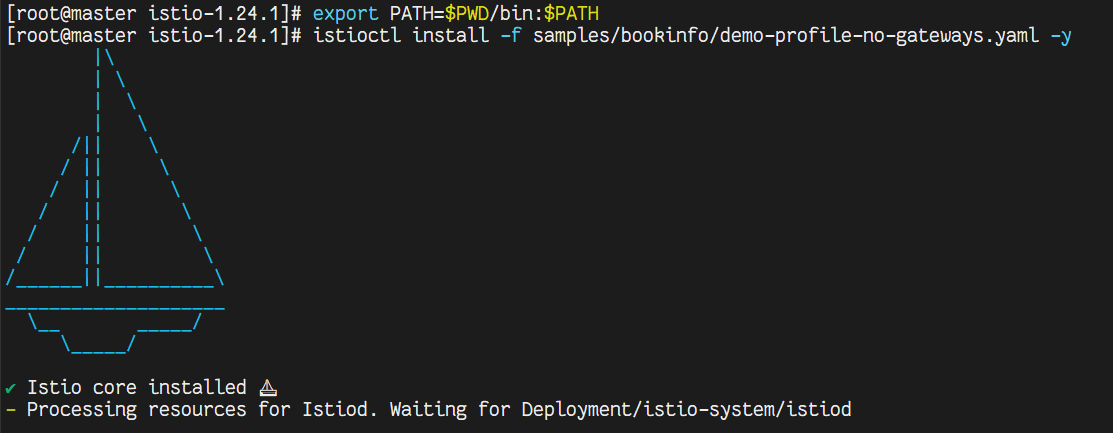 [root@master istio-1.24.1]# export PATH=$PWD/bin:$PATH
[root@master istio-1.24.1]# istioctl install -f samples/bookinfo/demo-profile-no-gateways.yaml -y
✔ Istio core installed ⛵
- Processing resources for Istiod. Waiting for Deployment/istio-system/istiod